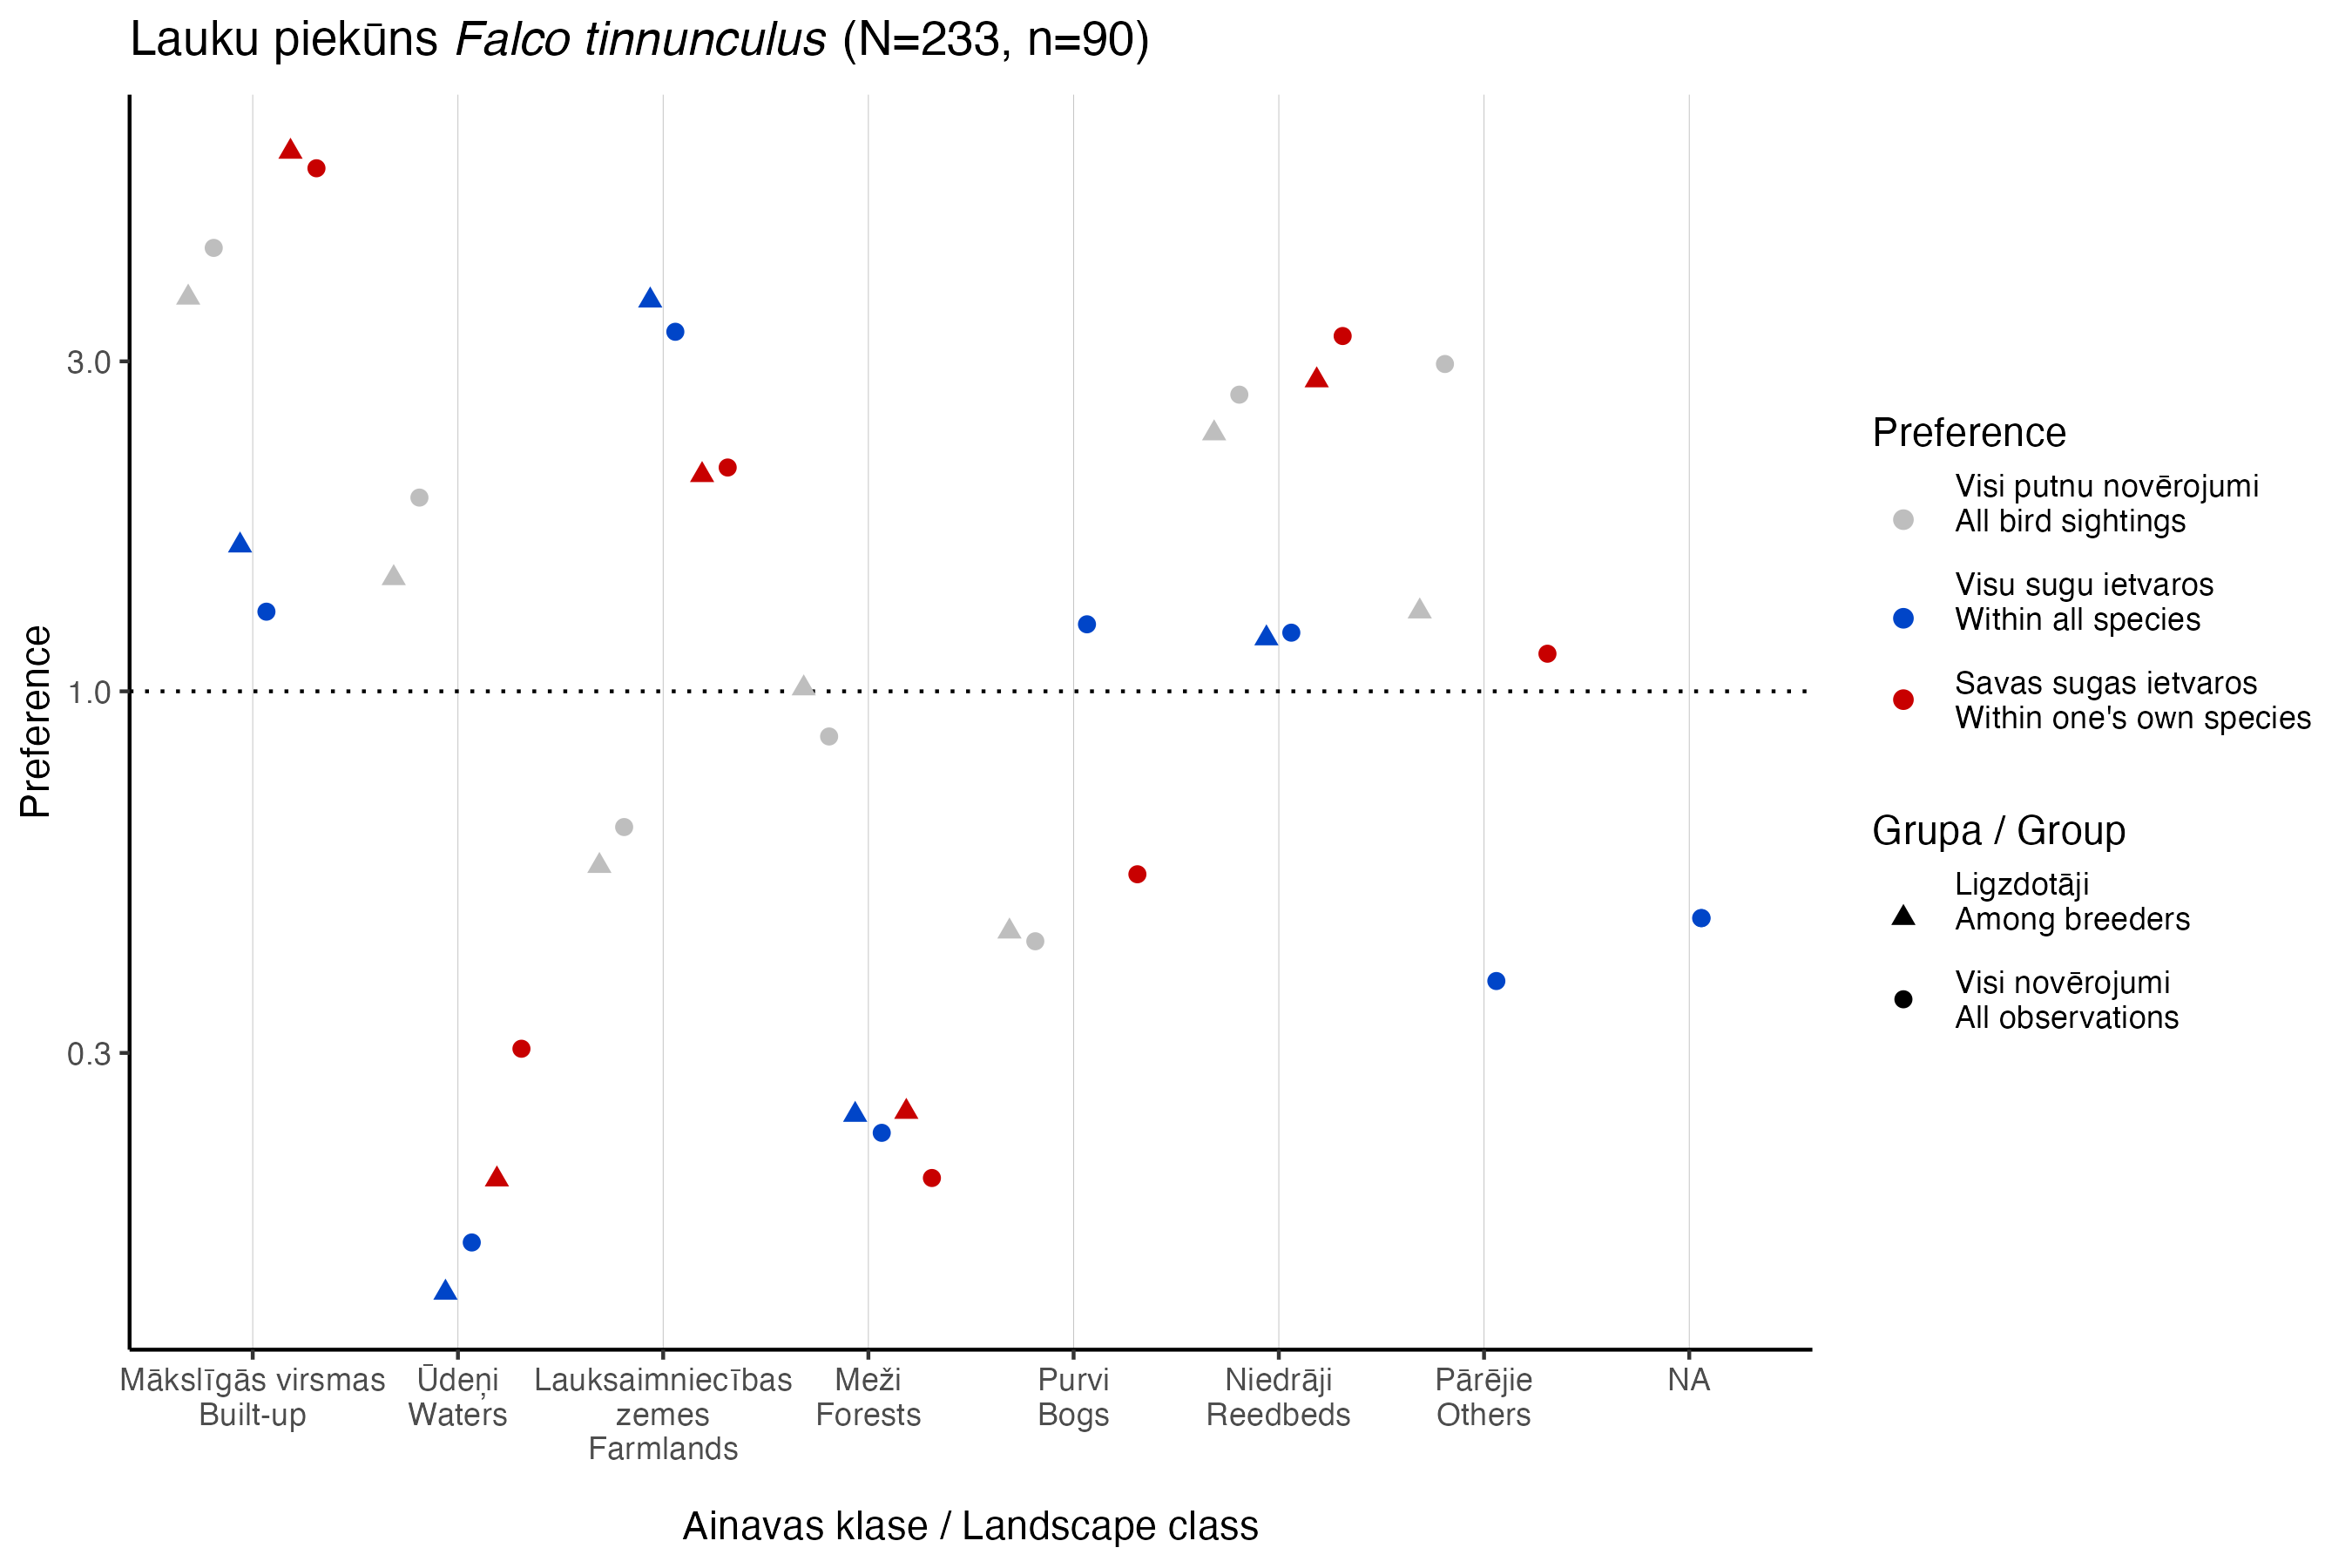 Lauku piekūns Falco tinnunculus (N=233, n=90)
Preference
3.0
1.0
0.3
Mākslīgās virsmas
Built-up
Ūdeņi
Waters
Lauksaimniecības
zemes
Farmlands
Meži
Forests
Purvi
Bogs
Niedrāji
Reedbeds
Pārējie
Others
NA
Ainavas klase / Landscape class
Preference
Visi putnu novērojumi
All bird sightings
Visu sugu ietvaros
Within all species
Savas sugas ietvaros
Within one's own species
Grupa / Group
Ligzdotāji
Among breeders
Visi novērojumi
All observations